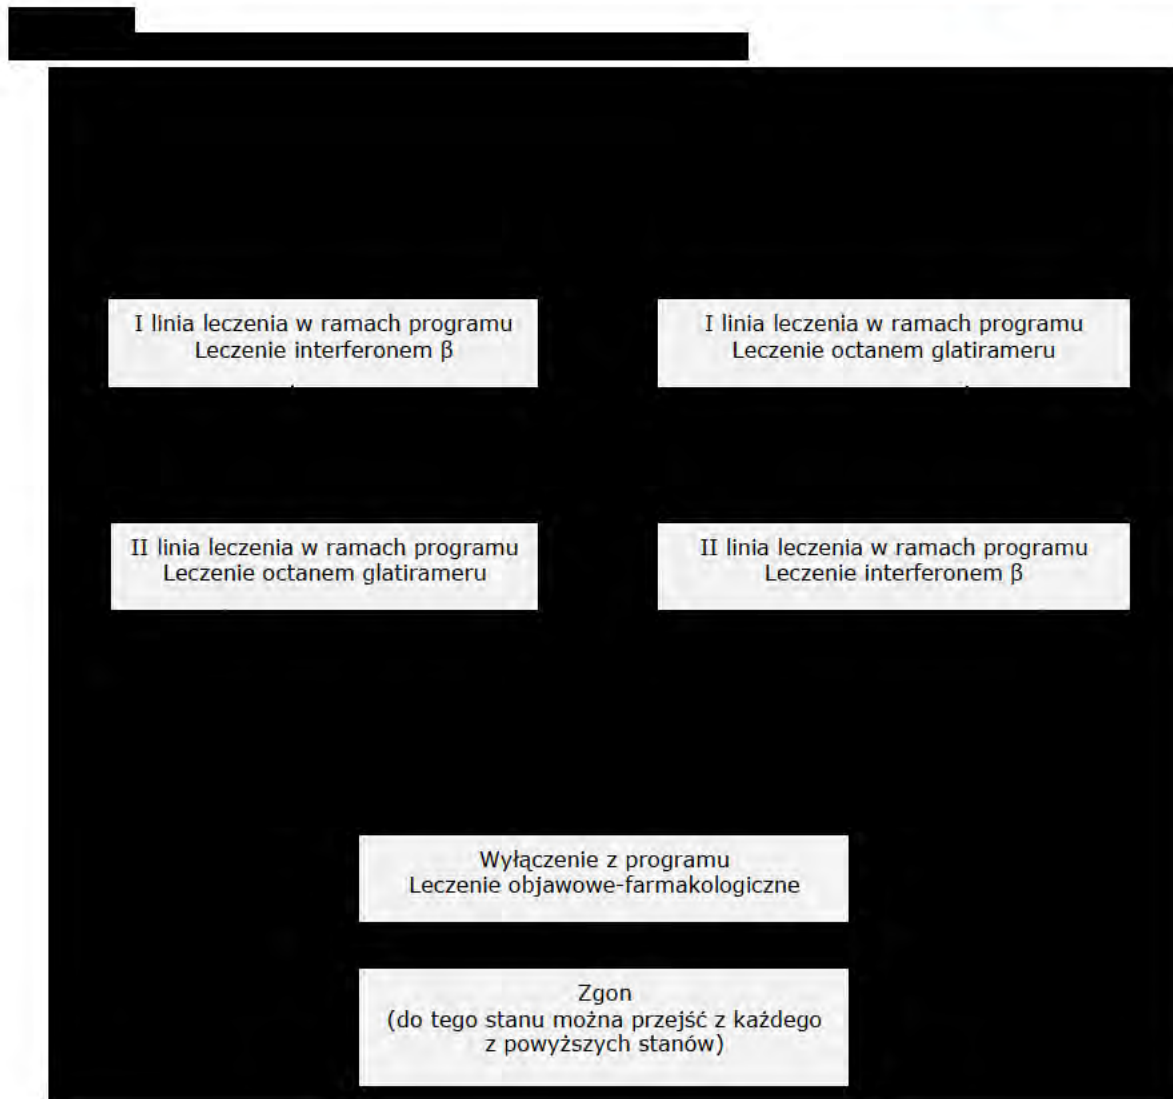 I linia leczenia w ramach programu
Leczenie interferonem β
I linia leczenia w ramach programu
Leczenie octanem glatirameru
II linia leczenia w ramach programu
Leczenie octanem glatirameru
II linia leczenia w ramach programu
Leczenie interferonem β
Wyłączenie z programu
Leczenie objawowe-farmakologiczne
Zgon
(do tego stanu można przejść z każdego
z powyższych stanów)